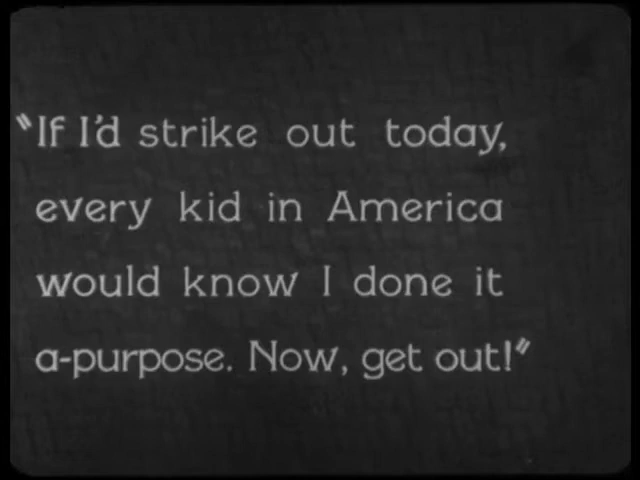 "If I'd strike out today,
every kid in America
would know I done it
a-purpose. Now, get out!"